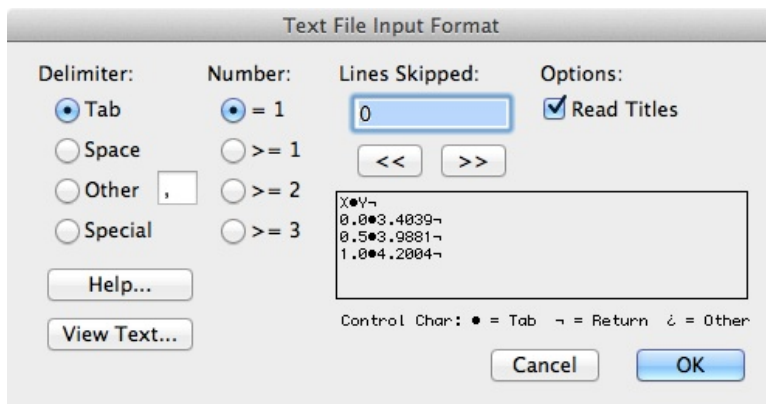 Text File Input Format
Delimiter: Number: Lines Skipped: Options:
Tab = 1 0 Read Titles
Space >= 1 << >>
Other , >= 2
Special >= 3
X●Y¬
0.0●3.4039¬
0.5●3.9881¬
1.0●4.2004¬
Help...
Control Char: ● = Tab ¬ = Return ¿ = Other
View Text...
Cancel OK